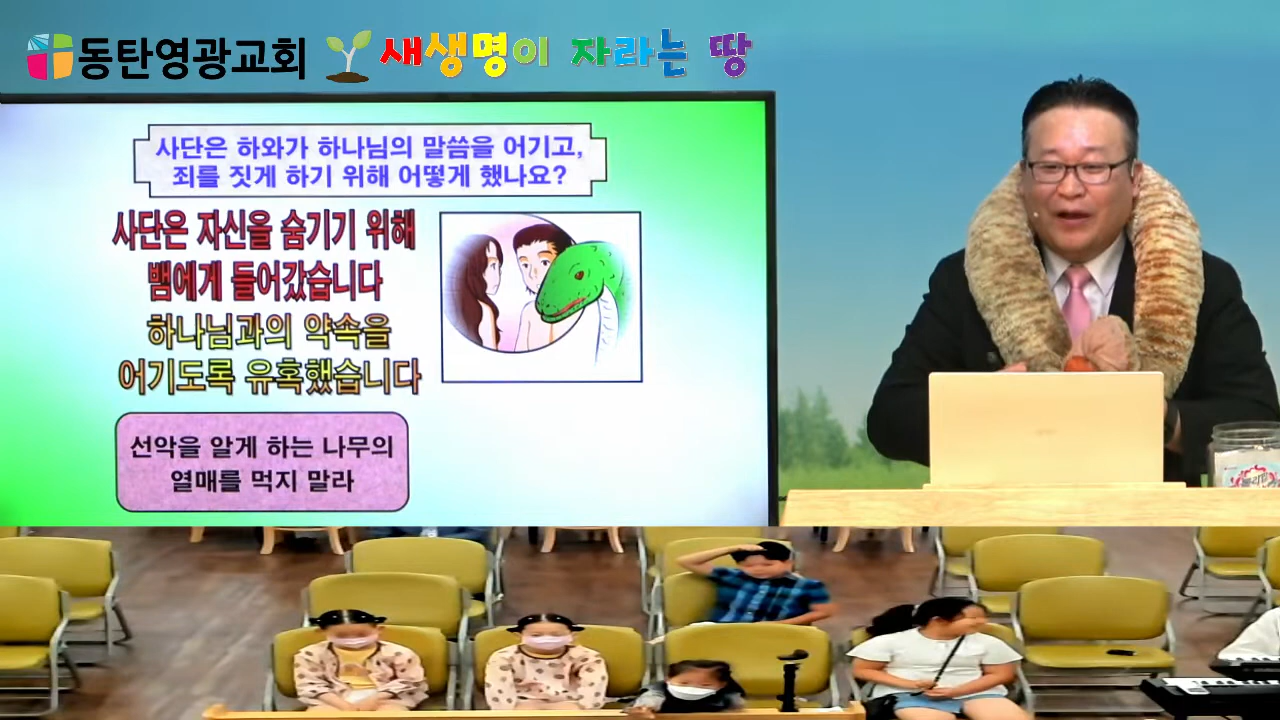 동탄영광교회 새생명이 자라는 땅
사단은 하와가 하나님의 말씀을 어기고,
죄를 짓게 하기 위해 어떻게 했나요?
사단은 자신을 숨기기 위해
뱀에게 들어갔습니다
하나님과의 약속을
어기도록 유혹했습니다
선악을 알게 하는 나무의
열매를 먹지 말라